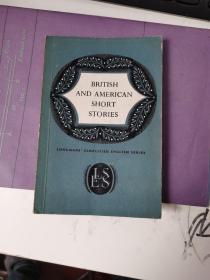 BRITISH
AND AMERICAN
SHORT
STORIES
LONGMANS' SIMPLIFIED ENGLISH SERIES